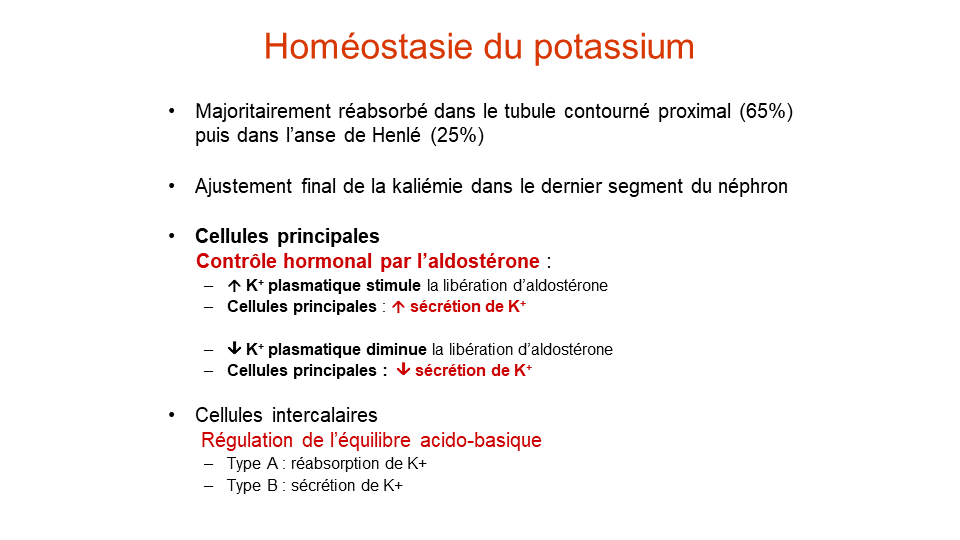 Homéostasie du potassium
• Majoritairement réabsorbé dans le tubule contourné proximal (65%)
puis dans l’anse de Henlé (25%)
• Ajustement final de la kaliémie dans le dernier segment du néphron
• Cellules principales
Contrôle hormonal par l’aldostérone :
– ↑ K⁺ plasmatique stimule la libération d’aldostérone
– Cellules principales : ↑ sécrétion de K⁺
– ↓ K⁺ plasmatique diminue la libération d’aldostérone
– Cellules principales : ↓ sécrétion de K⁺
• Cellules intercalaires
Régulation de l’équilibre acido-basique
– Type A : réabsorption de K+
– Type B : sécrétion de K+